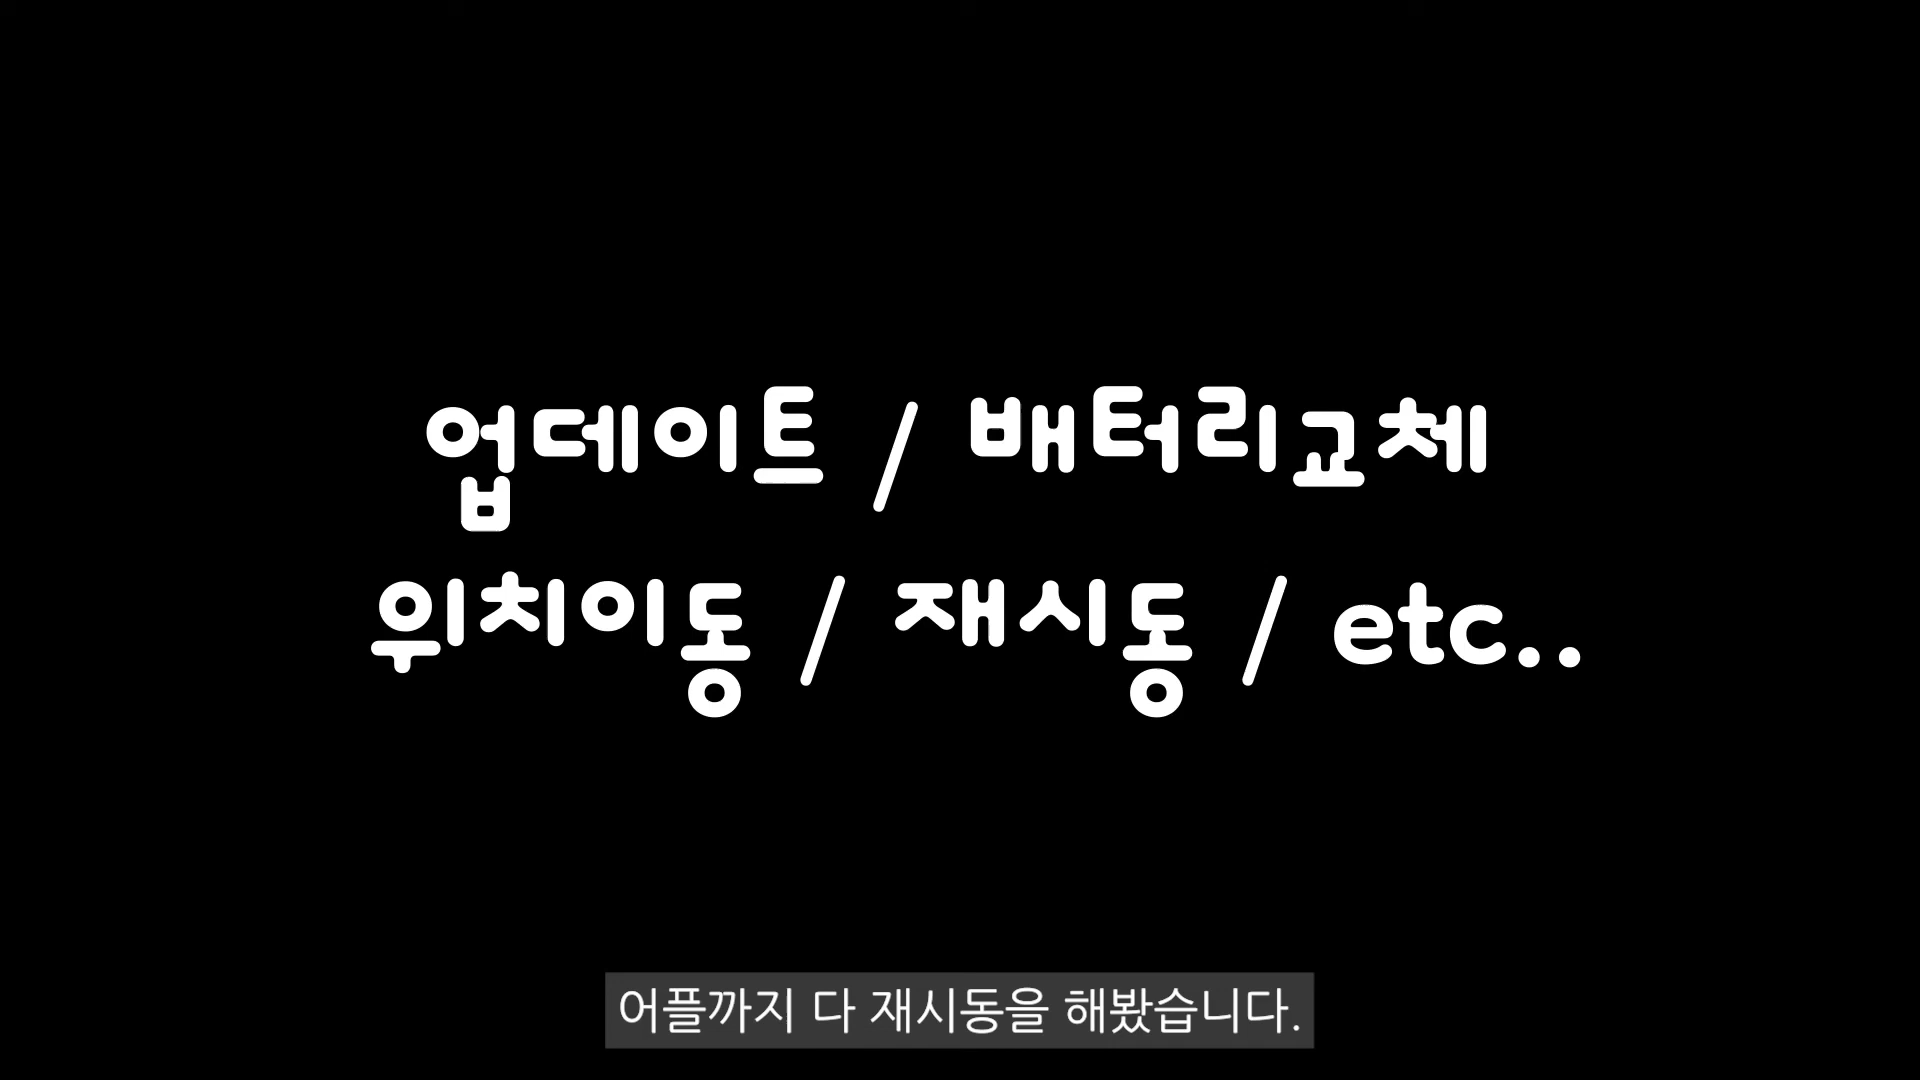 업데이트 / 배터리교체
위치이동 / 재시동 / etc..
어플까지 다 재시동을 해봤습니다.